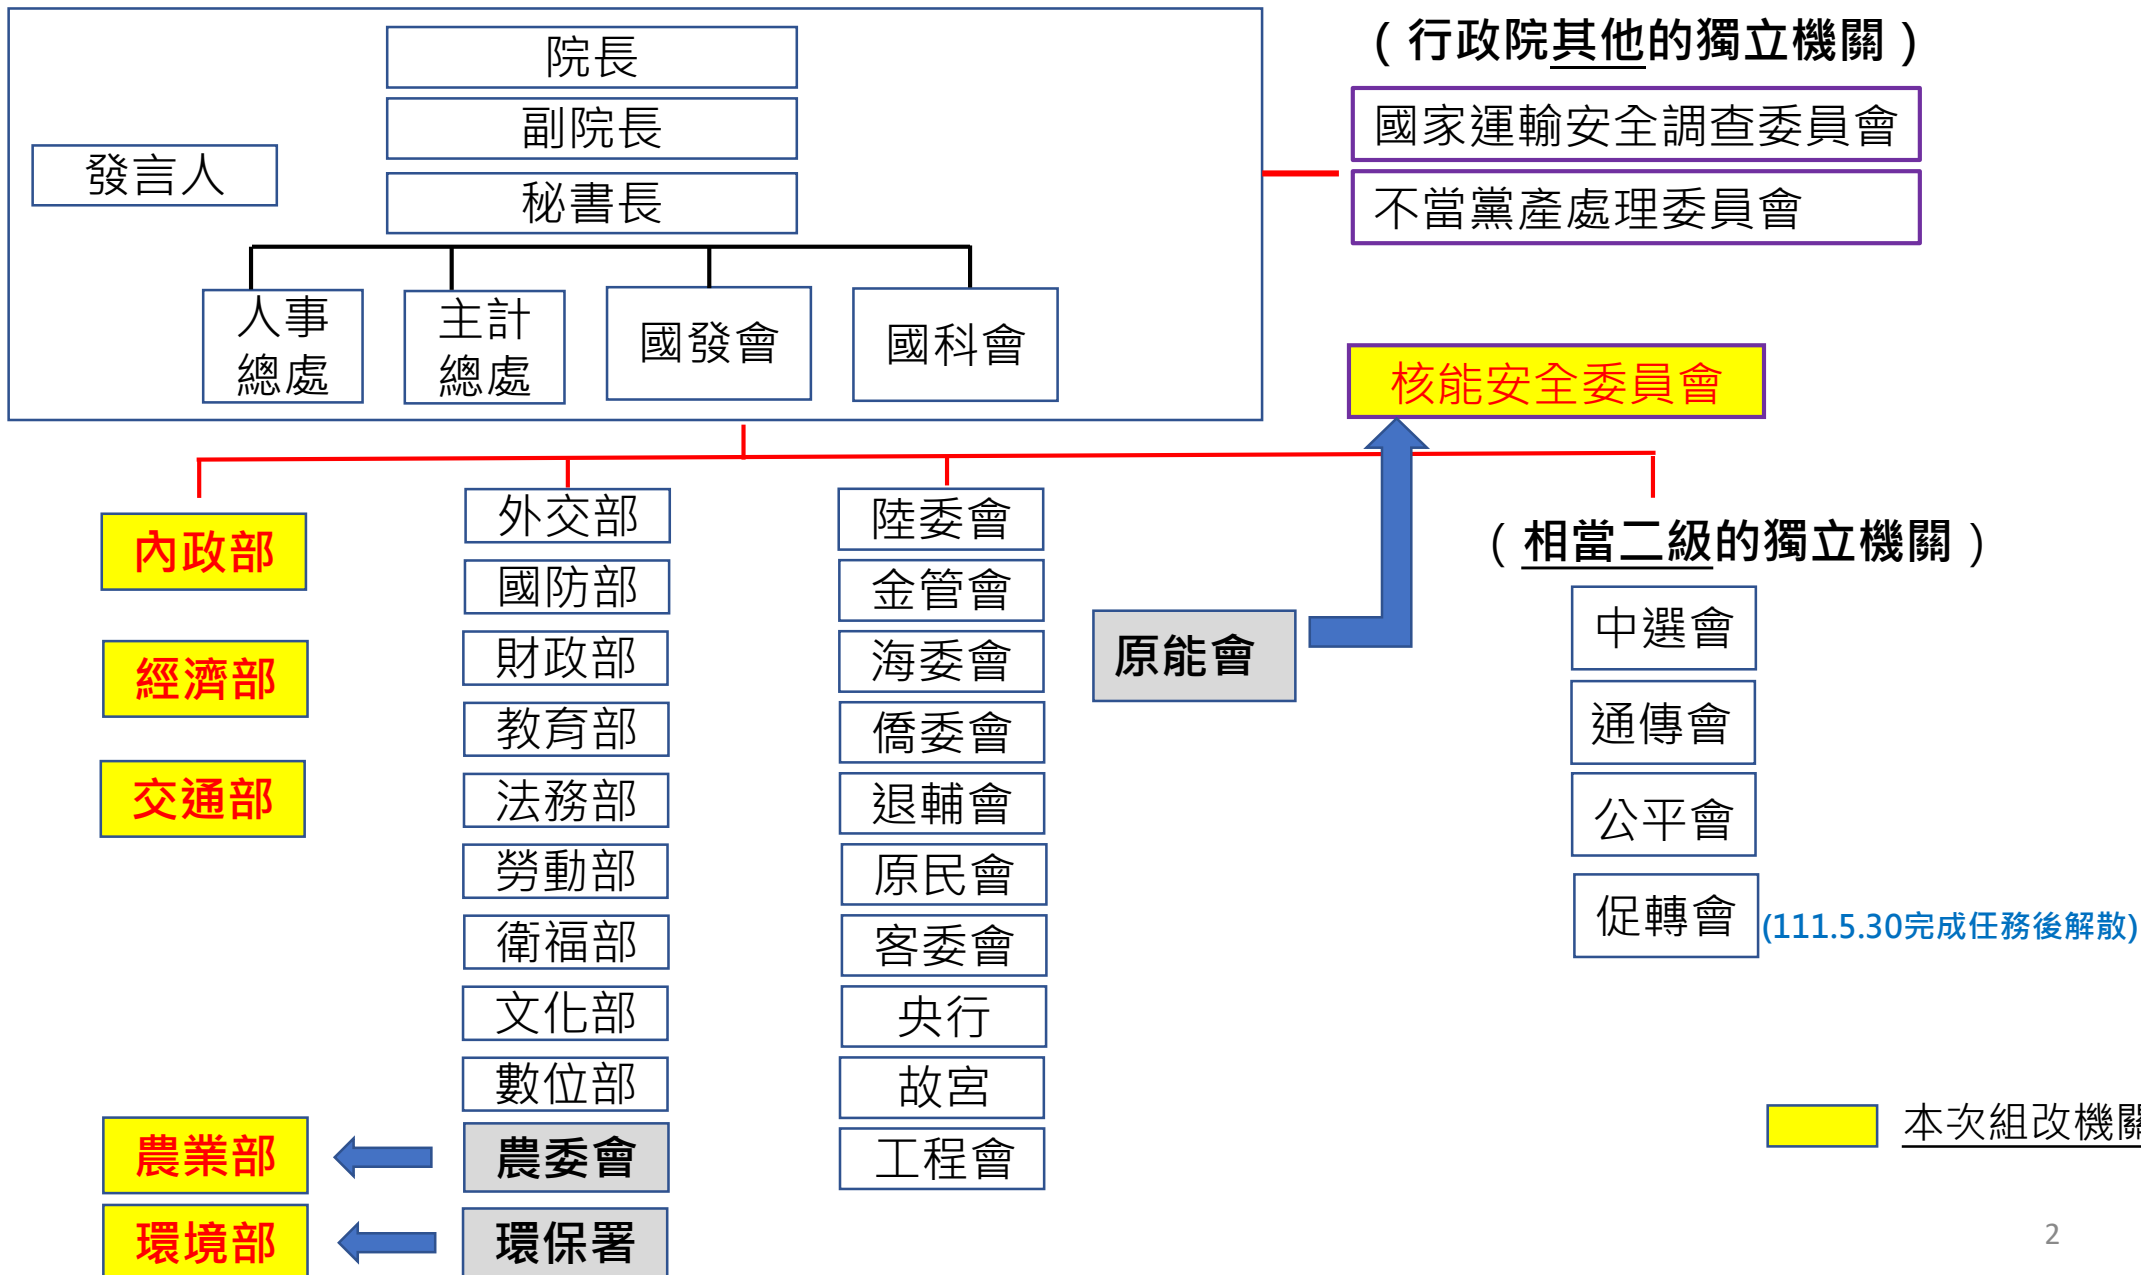 院長
副院長
秘書長
發言人
人事
總處
主計
總處
國發會
國科會
（行政院其他的獨立機關）
國家運輸安全調查委員會
不當黨產處理委員會
核能安全委員會
內政部
經濟部
交通部
農業部
環境部
外交部
國防部
財政部
教育部
法務部
勞動部
衛福部
文化部
數位部
農委會
環保署
陸委會
金管會
海委會
僑委會
退輔會
原民會
客委會
央行
故宮
工程會
原能會
（相當二級的獨立機關）
中選會
通傳會
公平會
促轉會
(111.5.30完成任務後解散)
本次組改機關
2